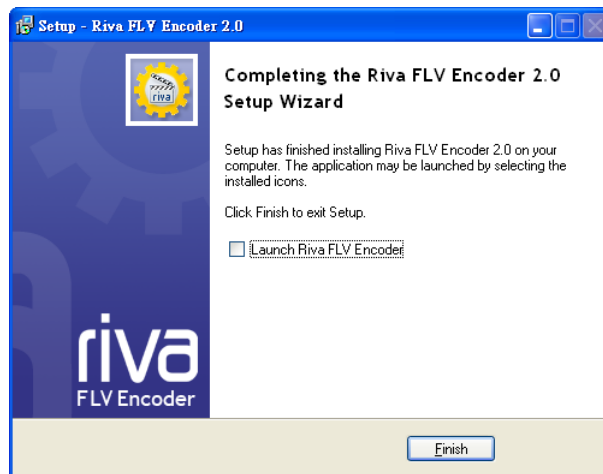 Setup - Riva FLV Encoder 2.0
riva
Completing the Riva FLV Encoder 2.0
Setup Wizard
Setup has finished installing Riva FLV Encoder 2.0 on your
computer. The application may be launched by selecting the
installed icons.
Click Finish to exit Setup.
Launch Riva FLV Encoder
riva
FLV Encoder
Finish